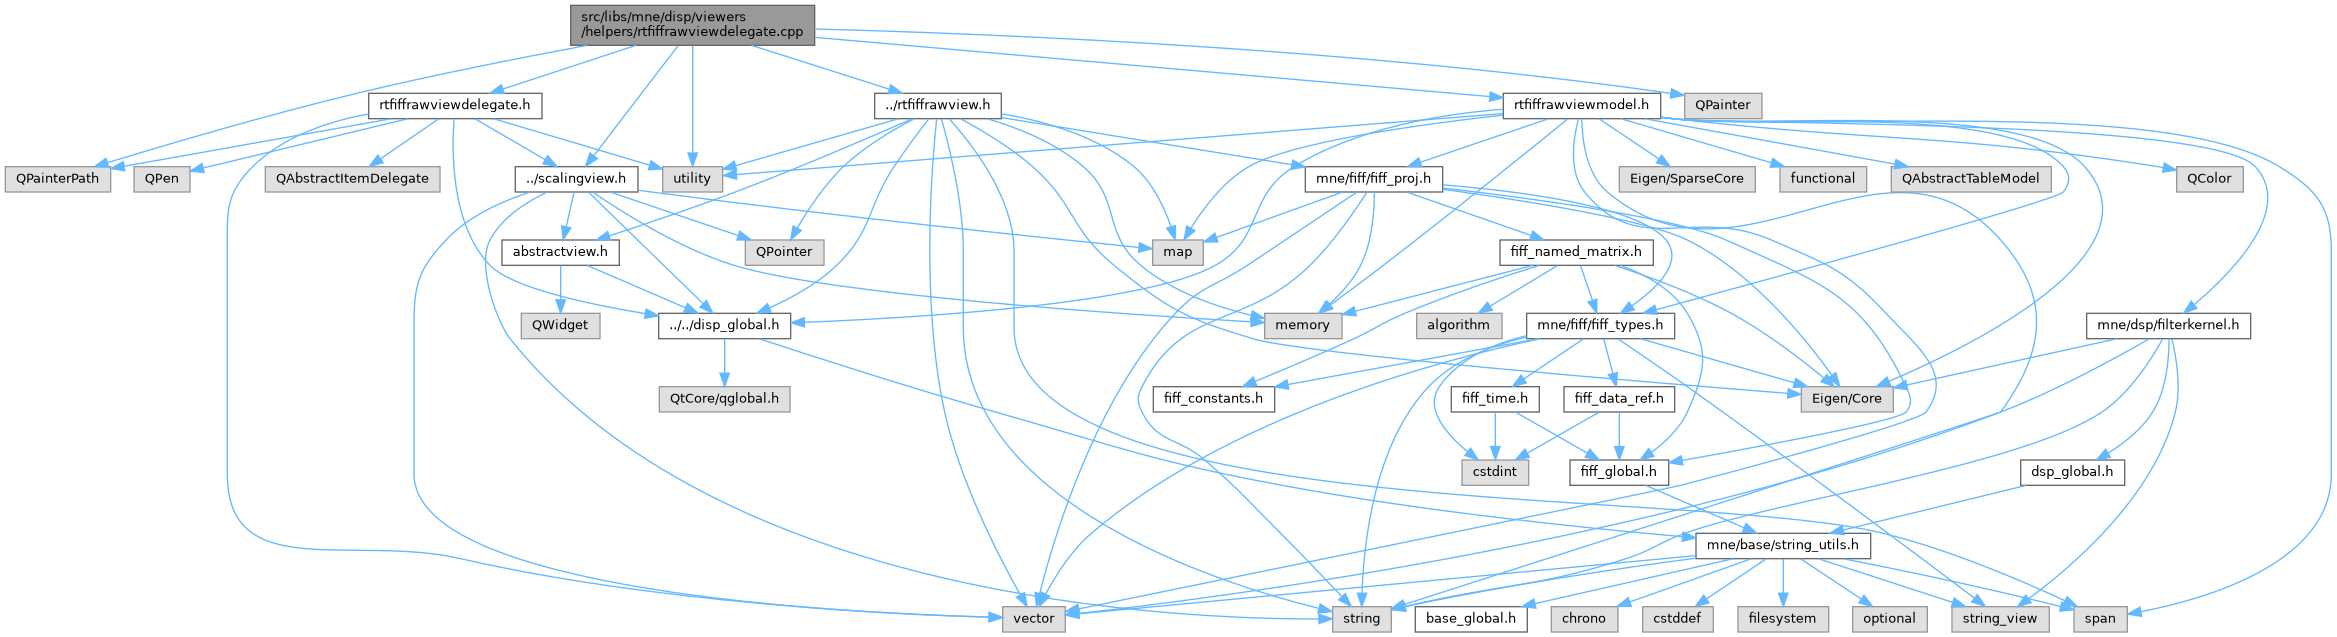 src/libs/mne/disp/viewers
/helpers/rtfiffrawviewdelegate.cpp
rtfiffrawviewdelegate.h
../rtfiffrawview.h
rtfiffrawviewmodel.h
QPainter
QPainterPath
QPen
QAbstractItemDelegate
../scalingview.h
utility
mne/fiff/fiff_proj.h
Eigen/SparseCore
functional
QAbstractTableModel
QColor
abstractview.h
QPointer
map
fiff_named_matrix.h
QWidget
../../disp_global.h
memory
algorithm
mne/fiff/fiff_types.h
mne/dsp/filterkernel.h
QtCore/qglobal.h
fiff_constants.h
fiff_time.h
fiff_data_ref.h
Eigen/Core
cstdint
fiff_global.h
dsp_global.h
mne/base/string_utils.h
vector
string
base_global.h
chrono
cstddef
filesystem
optional
string_view
span